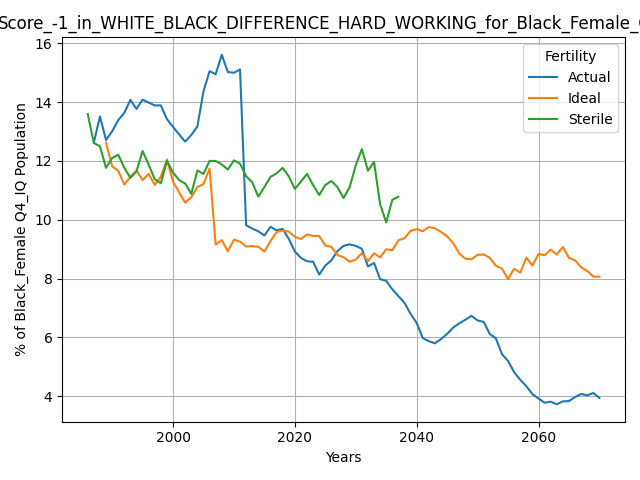 Score_-1_in_WHITE_BLACK_DIFFERENCE_HARD_WORKING_for_Black_Female_
Fertility
Actual
Ideal
Sterile
16
14
12
10
8
6
4
% of Black_Female Q4_IQ Population
2000
2020
2040
2060
Years